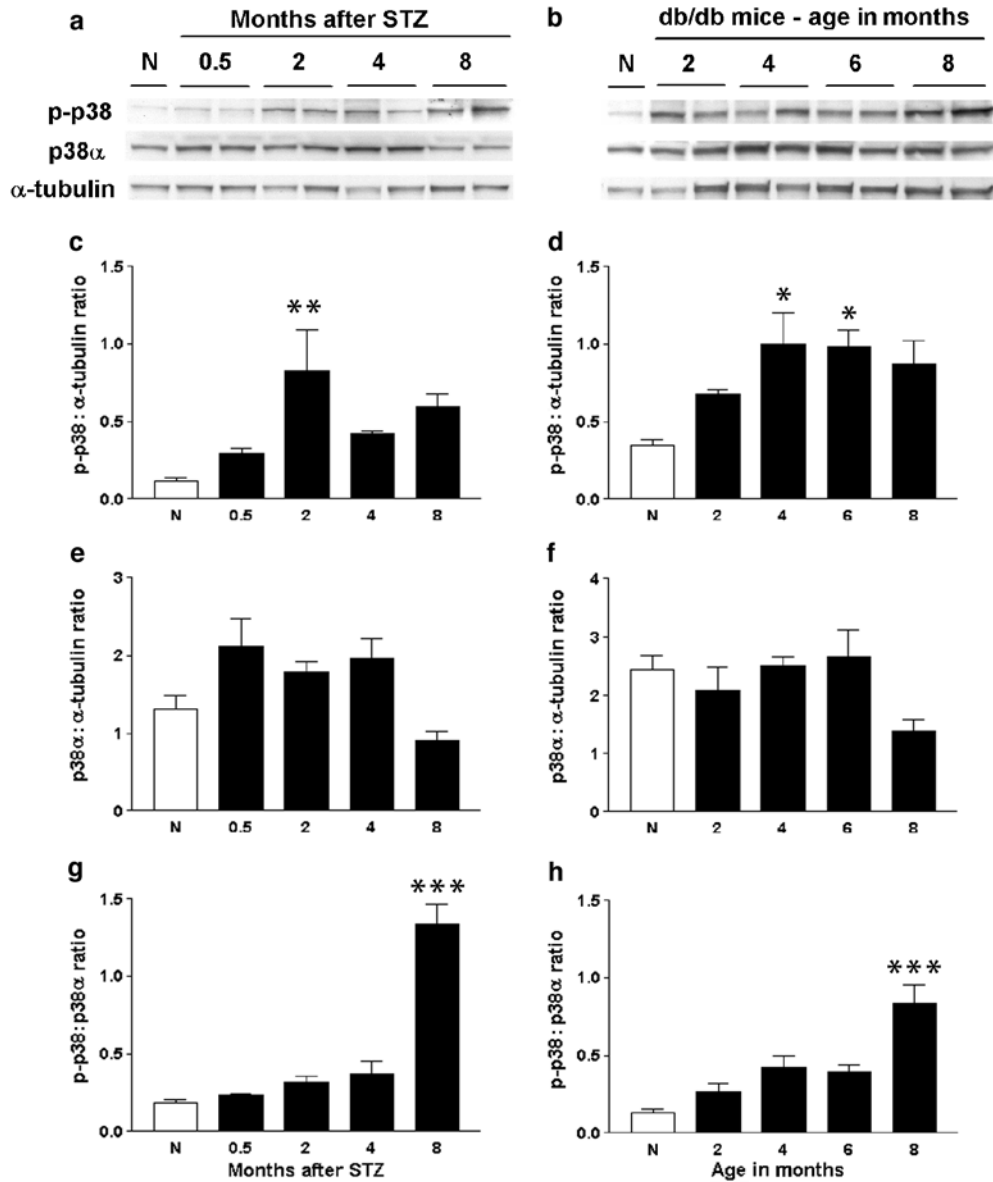 a
Months after STZ
N 0.5 2 4 8
p-p38
p38α
α-tubulin
b
db/db mice - age in months
N 2 4 6 8
c
p-p38 : α-tubulin ratio
1.5
1.0
0.5
0.0
**
N 0.5 2 4 8
d
p-p38 : α-tubulin ratio
1.5
1.0
0.5
0.0
* *
N 2 4 6 8
e
p38α : α-tubulin ratio
3
2
1
0
N 0.5 2 4 8
f
p38α : α-tubulin ratio
4
3
2
1
0
N 2 4 6 8
g
p-p38 : p38α ratio
1.5
1.0
0.5
0.0
***
N 0.5 2 4 8
Months after STZ
h
p-p38 : p38α ratio
1.5
1.0
0.5
0.0
***
N 2 4 6 8
Age in months